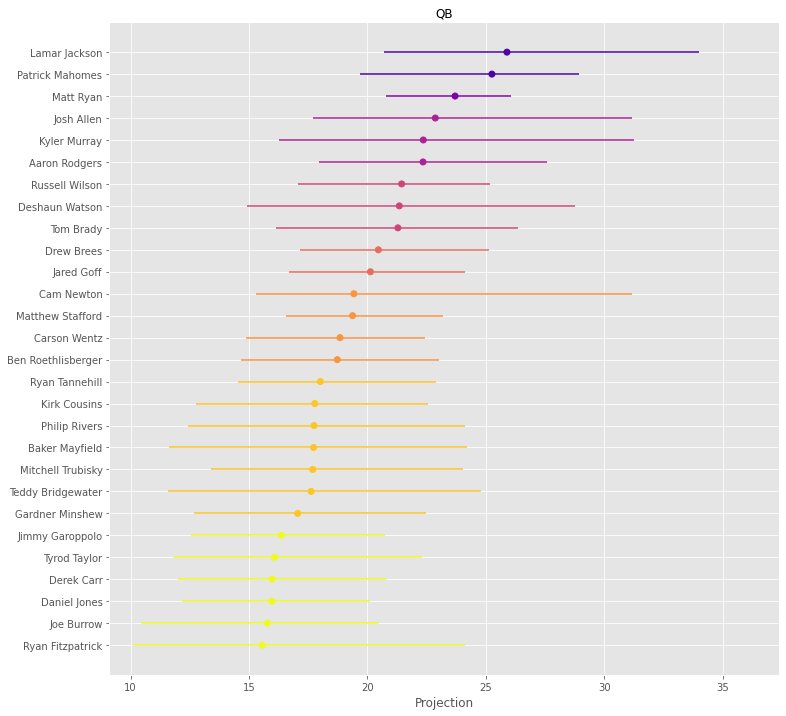 QB
Lamar Jackson
Patrick Mahomes
Matt Ryan
Josh Allen
Kyler Murray
Aaron Rodgers
Russell Wilson
Deshaun Watson
Tom Brady
Drew Brees
Jared Goff
Cam Newton
Matthew Stafford
Carson Wentz
Ben Roethlisberger
Ryan Tannehill
Kirk Cousins
Philip Rivers
Baker Mayfield
Mitchell Trubisky
Teddy Bridgewater
Gardner Minshew
Jimmy Garoppolo
Tyrod Taylor
Derek Carr
Daniel Jones
Joe Burrow
Ryan Fitzpatrick
10 15 20 25 30 35
Projection